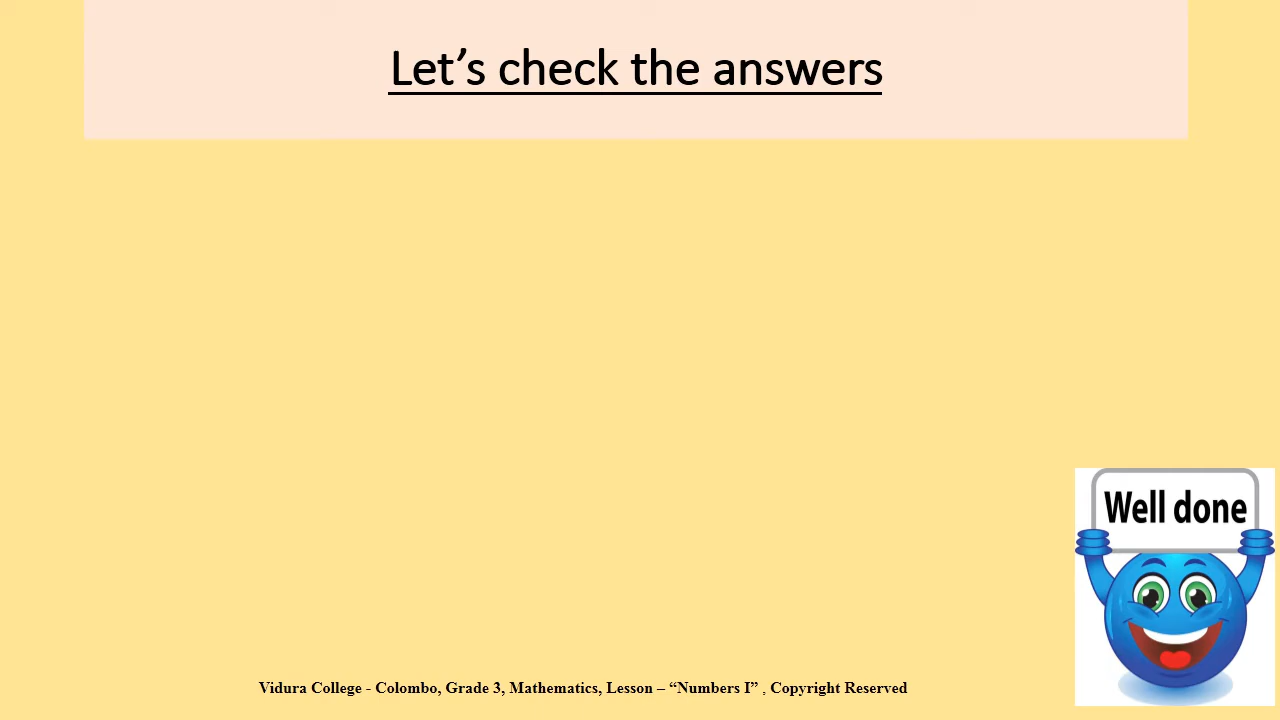 Let’s check the answers
Well done
Vidura College - Colombo, Grade 3, Mathematics, Lesson – “Numbers I” , Copyright Reserved